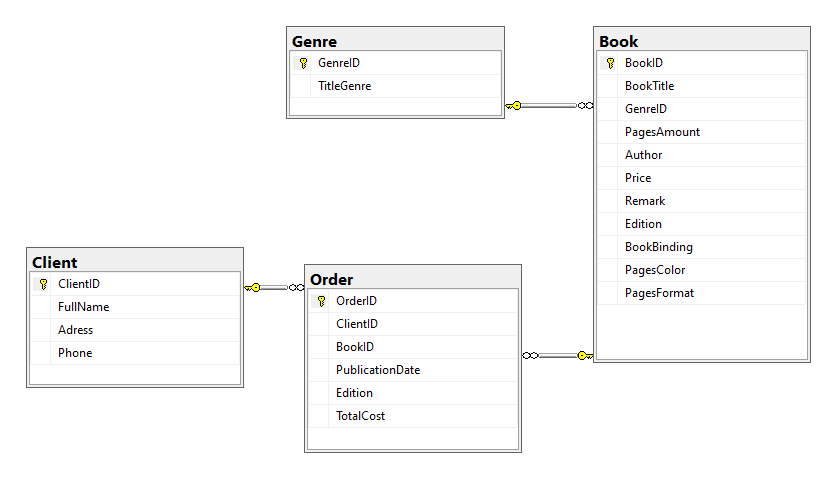 Genre
GenreID
TitleGenre
Book
BookID
BookTitle
GenreID
PagesAmount
Author
Price
Remark
Edition
BookBinding
PagesColor
PagesFormat
Client
ClientID
FullName
Adress
Phone
Order
OrderID
ClientID
BookID
PublicationDate
Edition
TotalCost